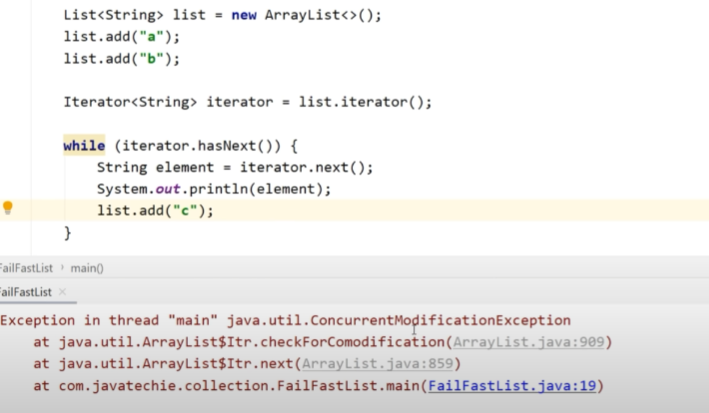 List<String> list = new ArrayList<>();
list.add("a");
list.add("b");
Iterator<String> iterator = list.iterator();
while (iterator.hasNext()) {
String element = iterator.next();
System.out.println(element);
list.add("c");
}
FailFastList › main()
ailFastList ×
Exception in thread "main" java.util.ConcurrentModificationException
at java.util.ArrayList$Itr.checkForComodification(ArrayList.java:909)
at java.util.ArrayList$Itr.next(ArrayList.java:859)
at com.javatechie.collection.FailFastList.main(FailFastList.java:19)